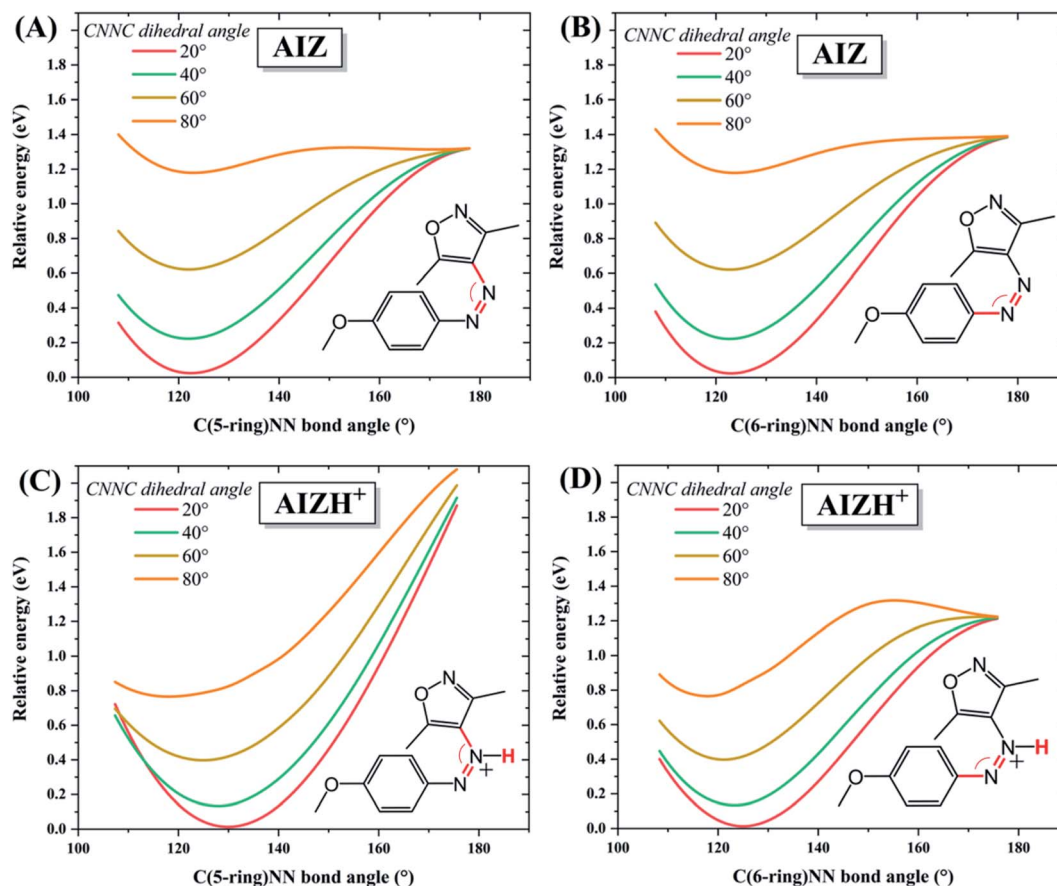 (A)
CNNC dihedral angle
20°
40°
60°
80°
AIZ
2.0
1.8
1.6
1.4
1.2
1.0
0.8
0.6
0.4
0.2
0.0
Relative energy (eV)
100
120
140
160
180
C(5-ring)NN bond angle (°)
O
N
N
N
O
(B)
CNNC dihedral angle
20°
40°
60°
80°
AIZ
2.0
1.8
1.6
1.4
1.2
1.0
0.8
0.6
0.4
0.2
0.0
Relative energy (eV)
100
120
140
160
180
C(6-ring)NN bond angle (°)
O
N
N
N
O
(C)
CNNC dihedral angle
20°
40°
60°
80°
AIZH+
1.8
1.6
1.4
1.2
1.0
0.8
0.6
0.4
0.2
0.0
Relative energy (eV)
100
120
140
160
180
C(5-ring)NN bond angle (°)
O
N
N–H
+
N
O
(D)
CNNC dihedral angle
20°
40°
60°
80°
AIZH+
1.8
1.6
1.4
1.2
1.0
0.8
0.6
0.4
0.2
0.0
Relative energy (eV)
100
120
140
160
180
C(6-ring)NN bond angle (°)
O
N
N–H
+
N
O